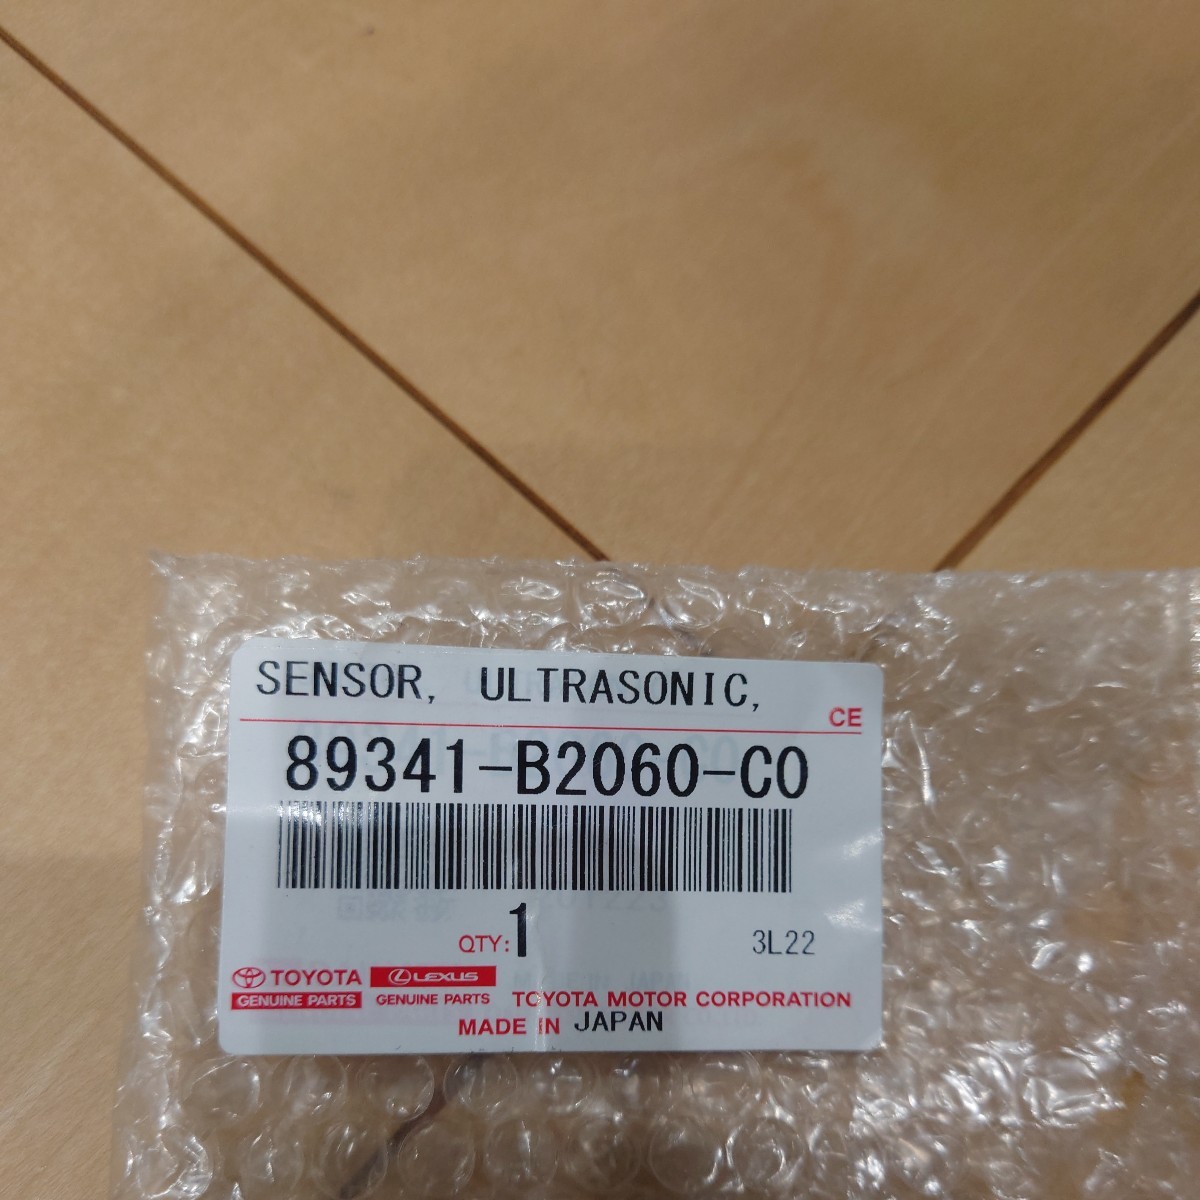 SENSOR, ULTRASONIC,
CE
89341-B2060-C0
QTY: 1
3L22
TOYOTA LEXUS
GENUINE PARTS GENUINE PARTS TOYOTA MOTOR CORPORATION
MADE IN JAPAN